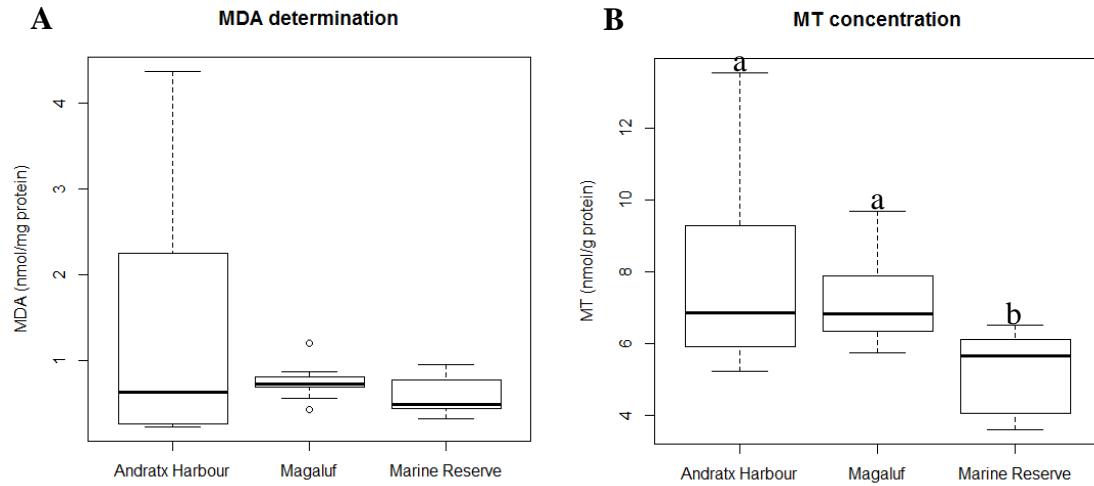 A
MDA determination
MDA (nmol/mg protein)
4
3
2
1
Andratx Harbour
Magaluf
Marine Reserve
B
MT concentration
MT (nmol/g protein)
12
10
8
6
4
a
a
b
Andratx Harbour
Magaluf
Marine Reserve